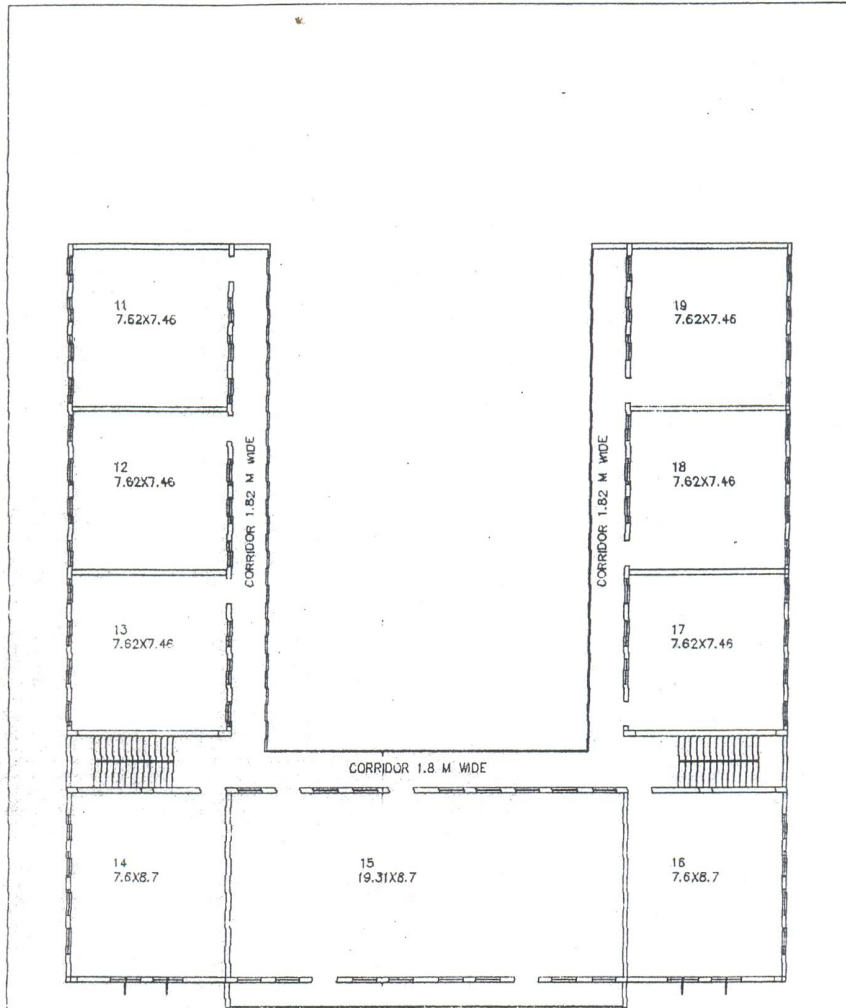 11
7.62X7.46
19
7.62X7.46
12
7.62X7.46
CORRIDOR 1.82 M WIDE
CORRIDOR 1.82 M WIDE
18
7.62X7.46
13
7.62X7.46
17
7.62X7.46
CORRIDOR 1.8 M WIDE
14
7.6X8.7
15
19.31X8.7
16
7.6X8.7